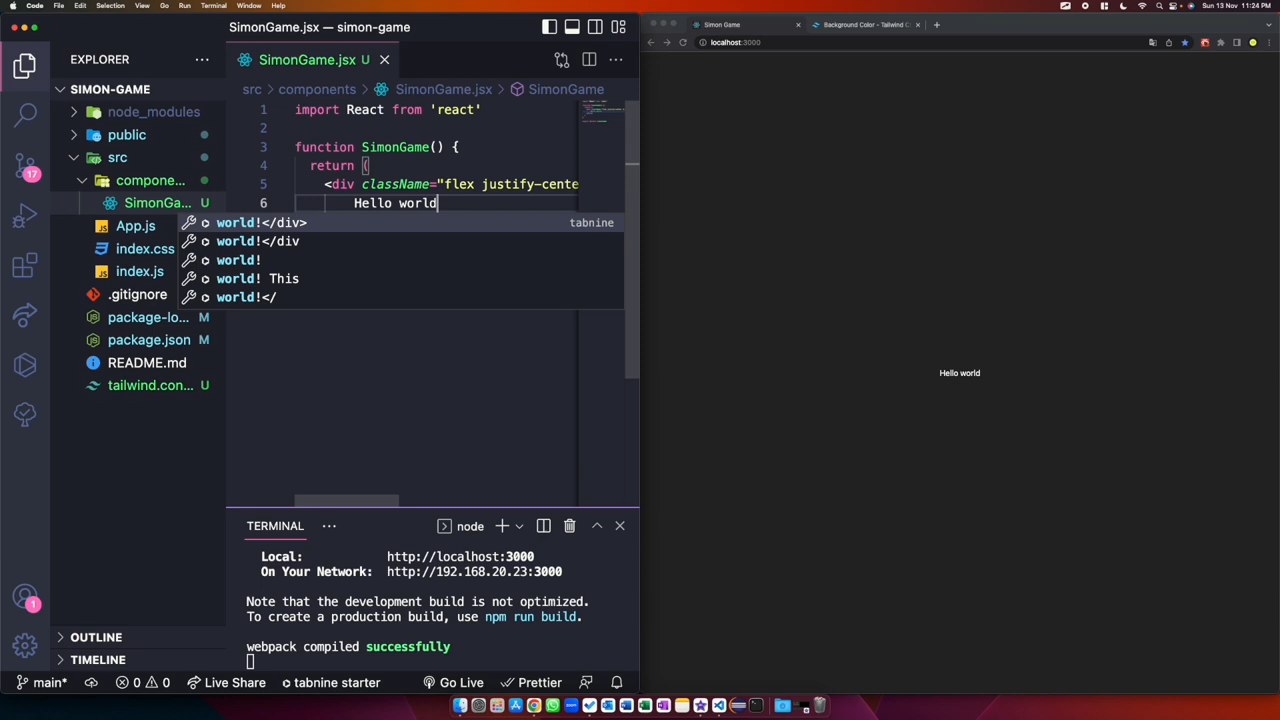 Code File Edit Selection View Go Run Terminal Window Help
Sun 13 Nov 11:24 PM
SimonGame.jsx — simon-game
EXPLORER
SIMON-GAME
node_modules
public
src
compone...
SimonGa... U
App.js
index.css
index.js
.gitignore
package-lo... M
package.json M
README.md
tailwind.con... U
OUTLINE
TIMELINE
17
1
SimonGame.jsx U
src components SimonGame.jsx SimonGame
1 import React from 'react'
2
3 function SimonGame() {
4 return (
5 <div className="flex justify-cente
6 Hello world
world!</div> tabnine
world!</div
world!
world! This
world!</
TERMINAL
node
Local: http://localhost:3000
On Your Network: http://192.168.20.23:3000
Note that the development build is not optimized.
To create a production build, use npm run build.
webpack compiled successfully
main* 0 0 Live Share tabnine starter Go Live Prettier
Simon Game
Background Color - Tailwind C
localhost:3000
Hello world